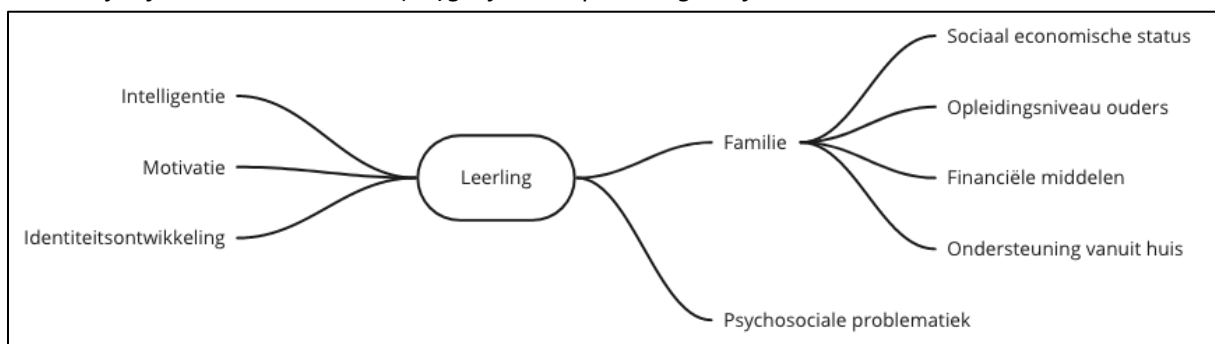 Sociaal economische status
Intelligentie
Opleidingsniveau ouders
Familie
Motivatie
Leerling
Financiële middelen
Identiteitsontwikkeling
Ondersteuning vanuit huis
Psychosociale problematiek